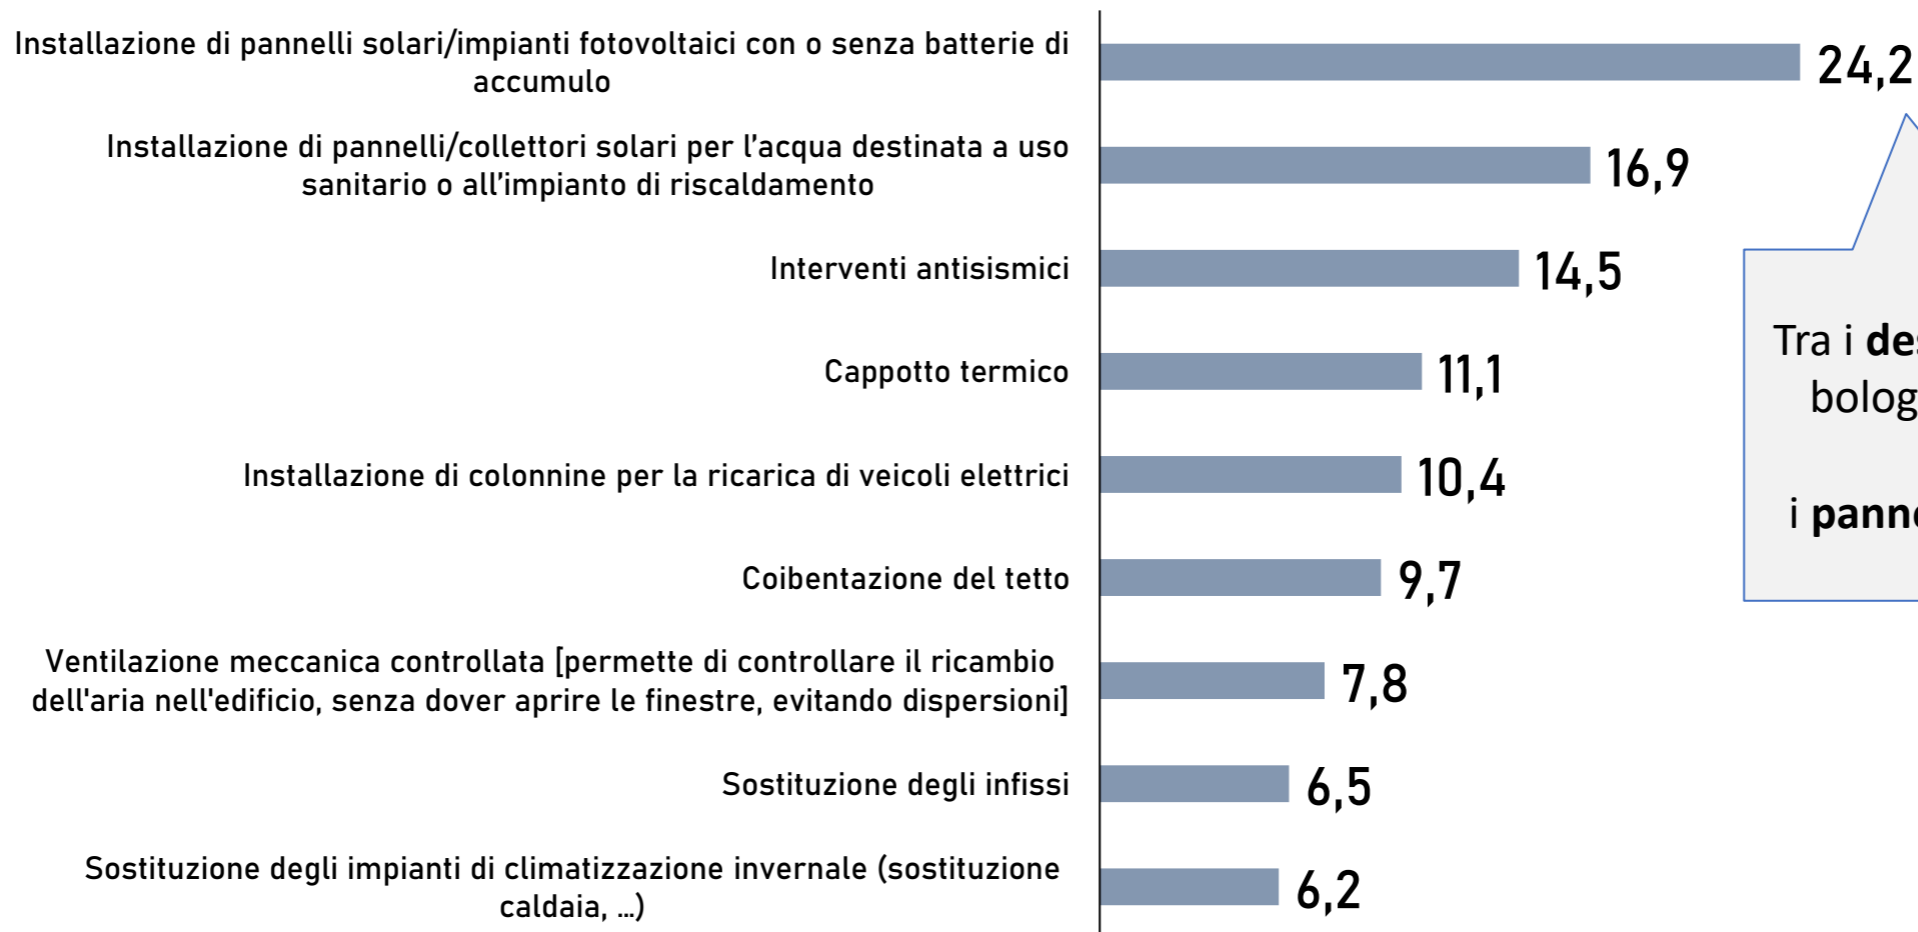 Installazione di pannelli solari/impianti fotovoltaici con o senza batterie di
accumulo
24,2
Installazione di pannelli/collettori solari per l’acqua destinata a uso
sanitario o all’impianto di riscaldamento
16,9
Interventi antisismici
14,5
Cappotto termico
11,1
Installazione di colonnine per la ricarica di veicoli elettrici
10,4
Coibentazione del tetto
9,7
Ventilazione meccanica controllata [permette di controllare il ricambio
dell'aria nell'edificio, senza dover aprire le finestre, evitando dispersioni]
7,8
Sostituzione degli infissi
6,5
Sostituzione degli impianti di climatizzazione invernale (sostituzione
caldaia, …)
6,2
Tra i
i